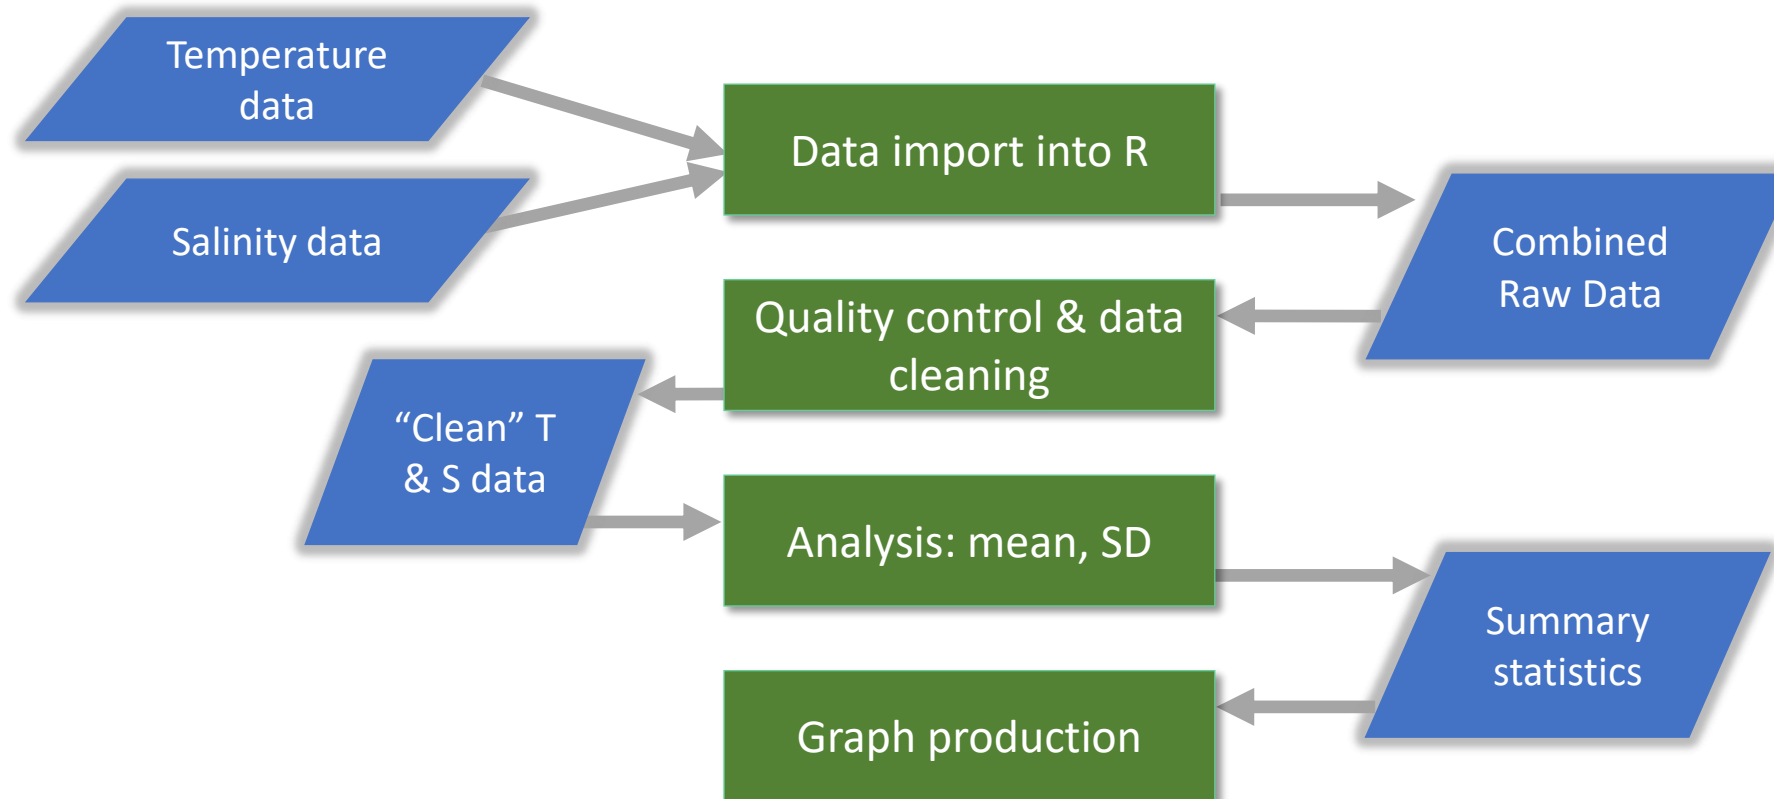 Temperature
data
Data import into R
Salinity data
Combined
Raw Data
Quality control & data
cleaning
“Clean” T
& S data
Analysis: mean, SD
Summary
statistics
Graph production